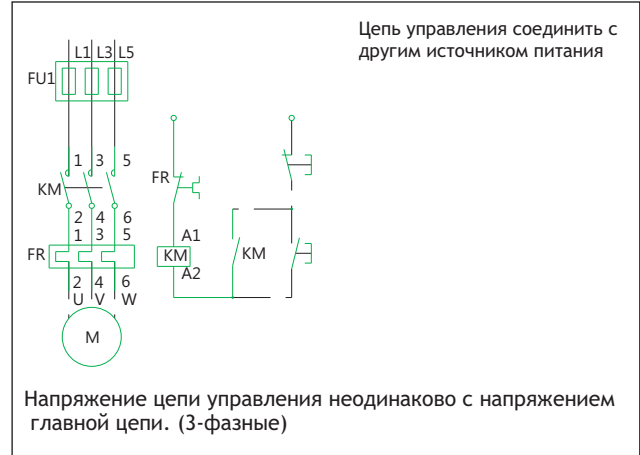 Цепь управления соединить с
другим источником питания
L1 L3 L5
FU1
1 3 5
KM
2 4 6
1 3 5
FR
2 4 6
U V W
M
FR
A1
KM
A2
KM
Напряжение цепи управления неодинаково с напряжением
главной цепи. (3-фазные)